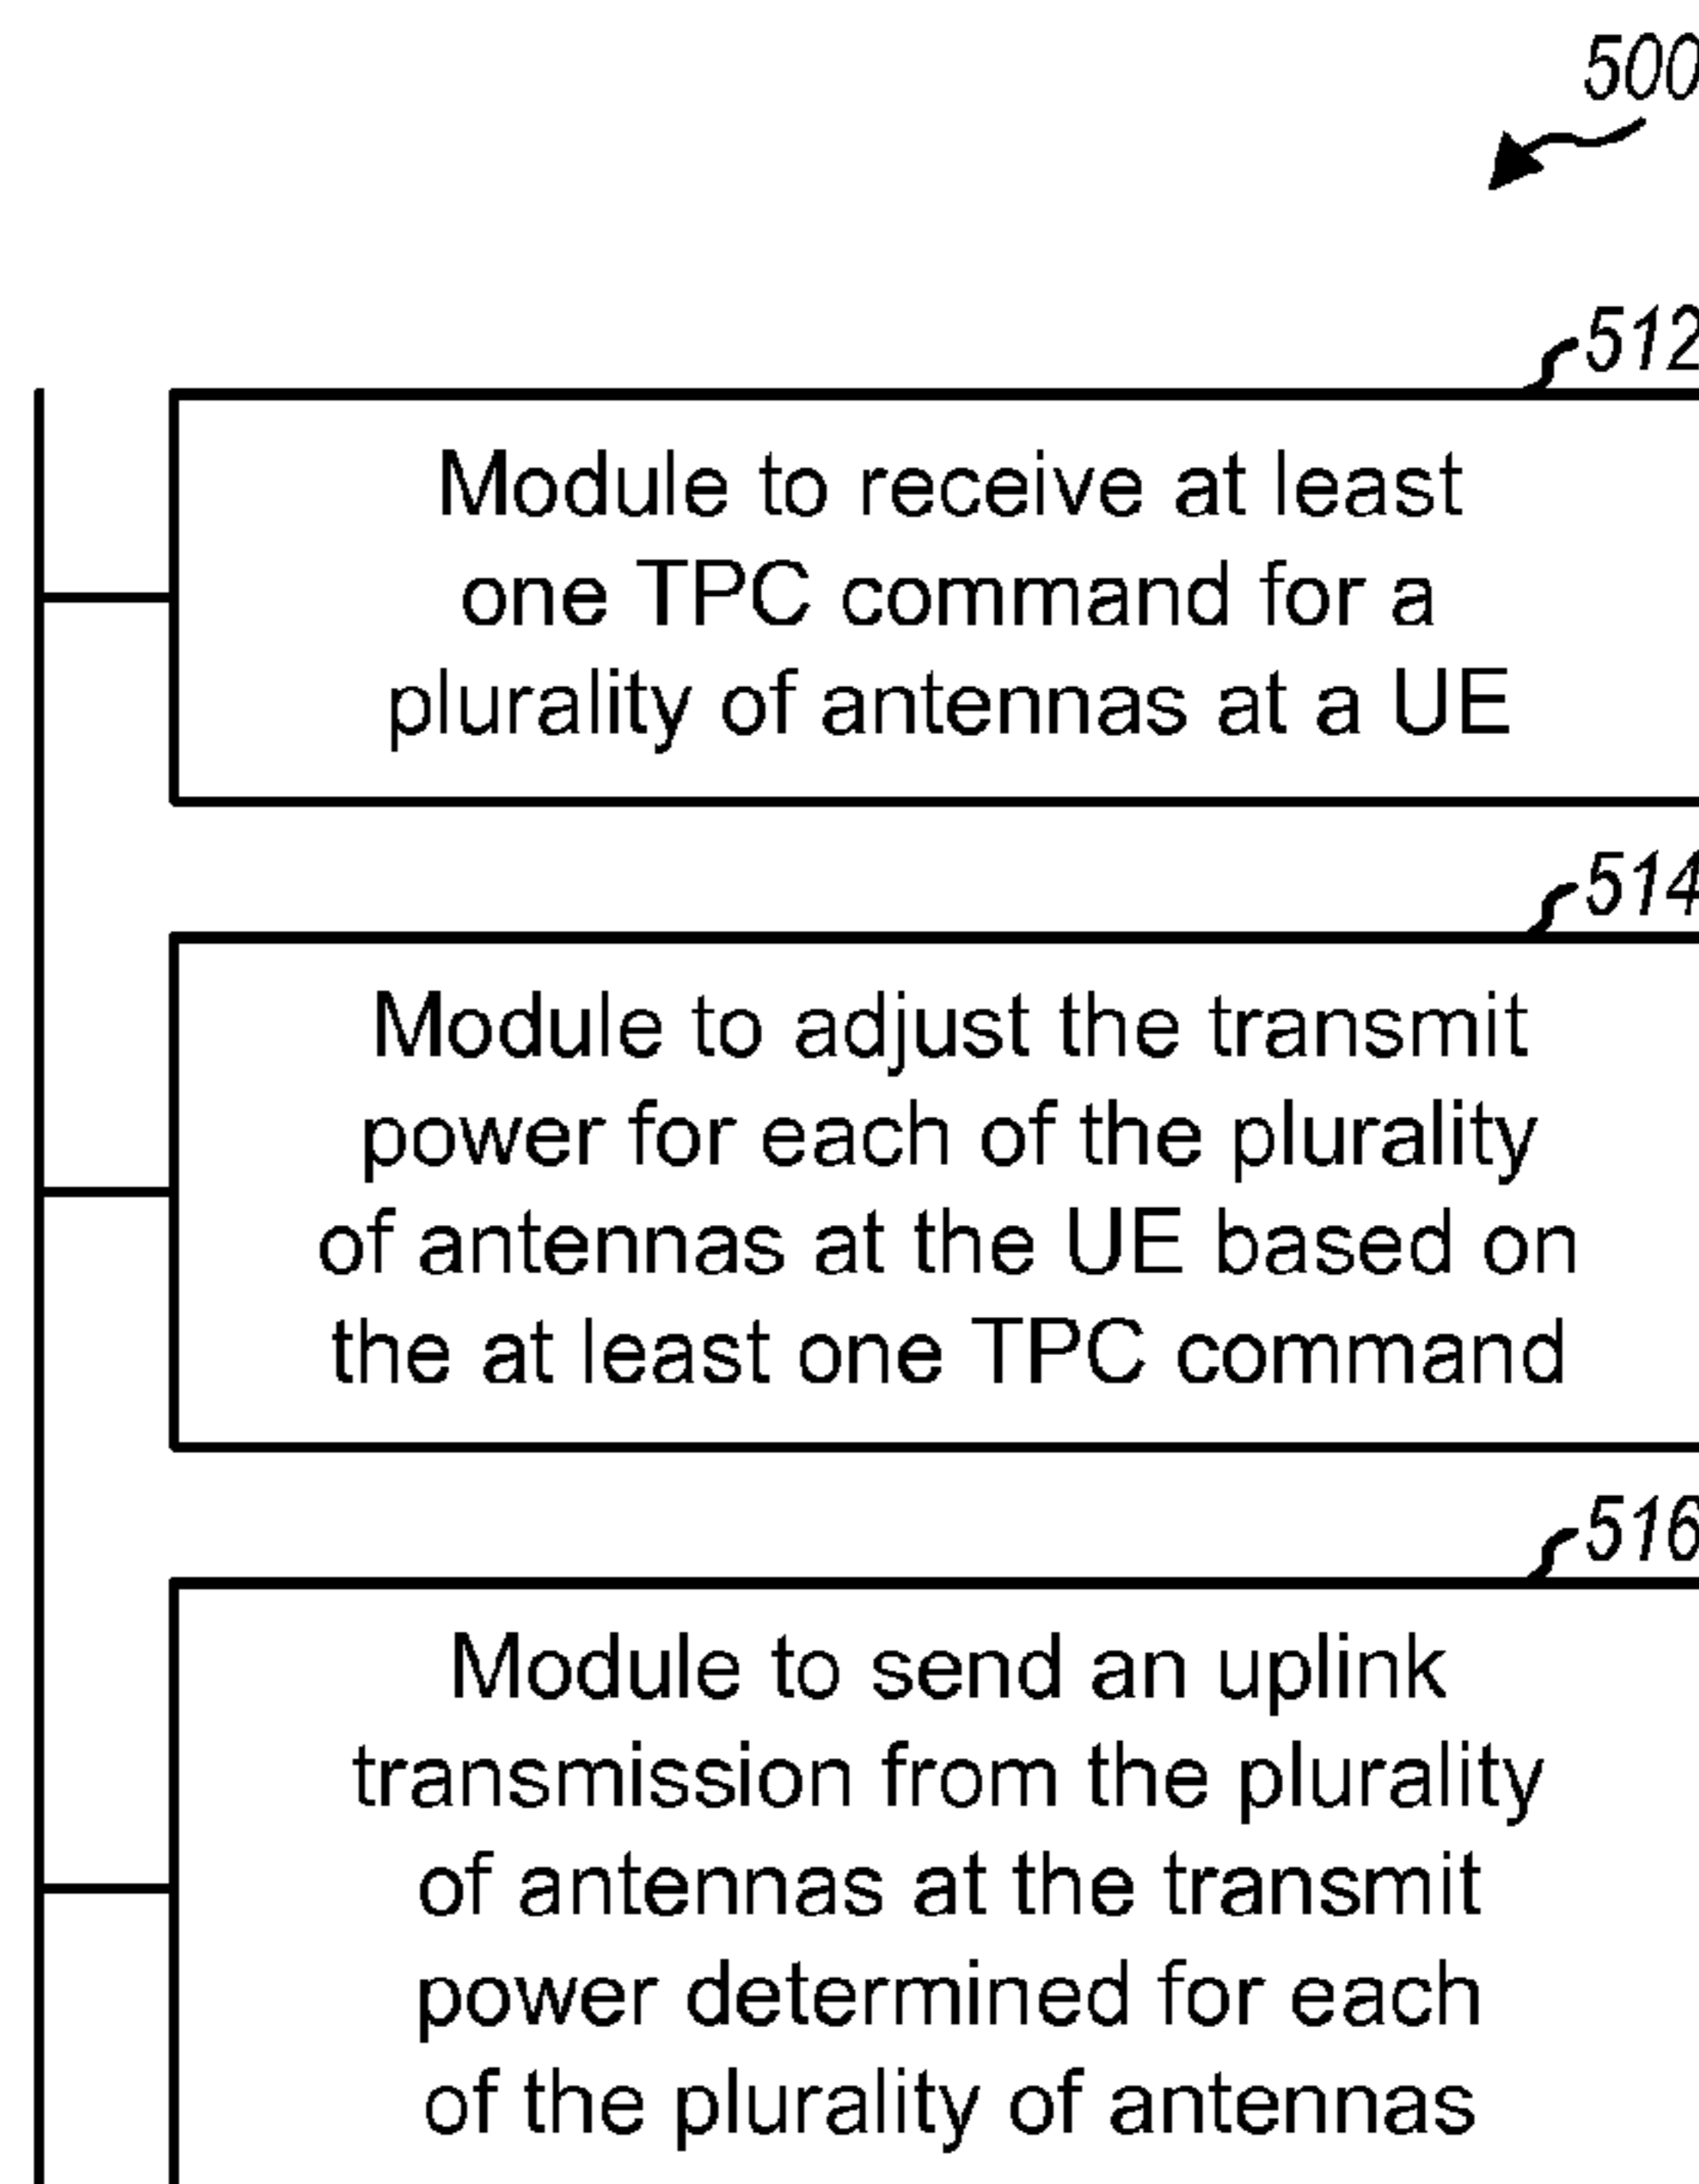 500
512
Module to receive at least
one TPC command for a
plurality of antennas at a UE
514
Module to adjust the transmit
power for each of the plurality
of antennas at the UE based on
the at least one TPC command
516
Module to send an uplink
transmission from the plurality
of antennas at the transmit
power determined for each
of the plurality of antennas